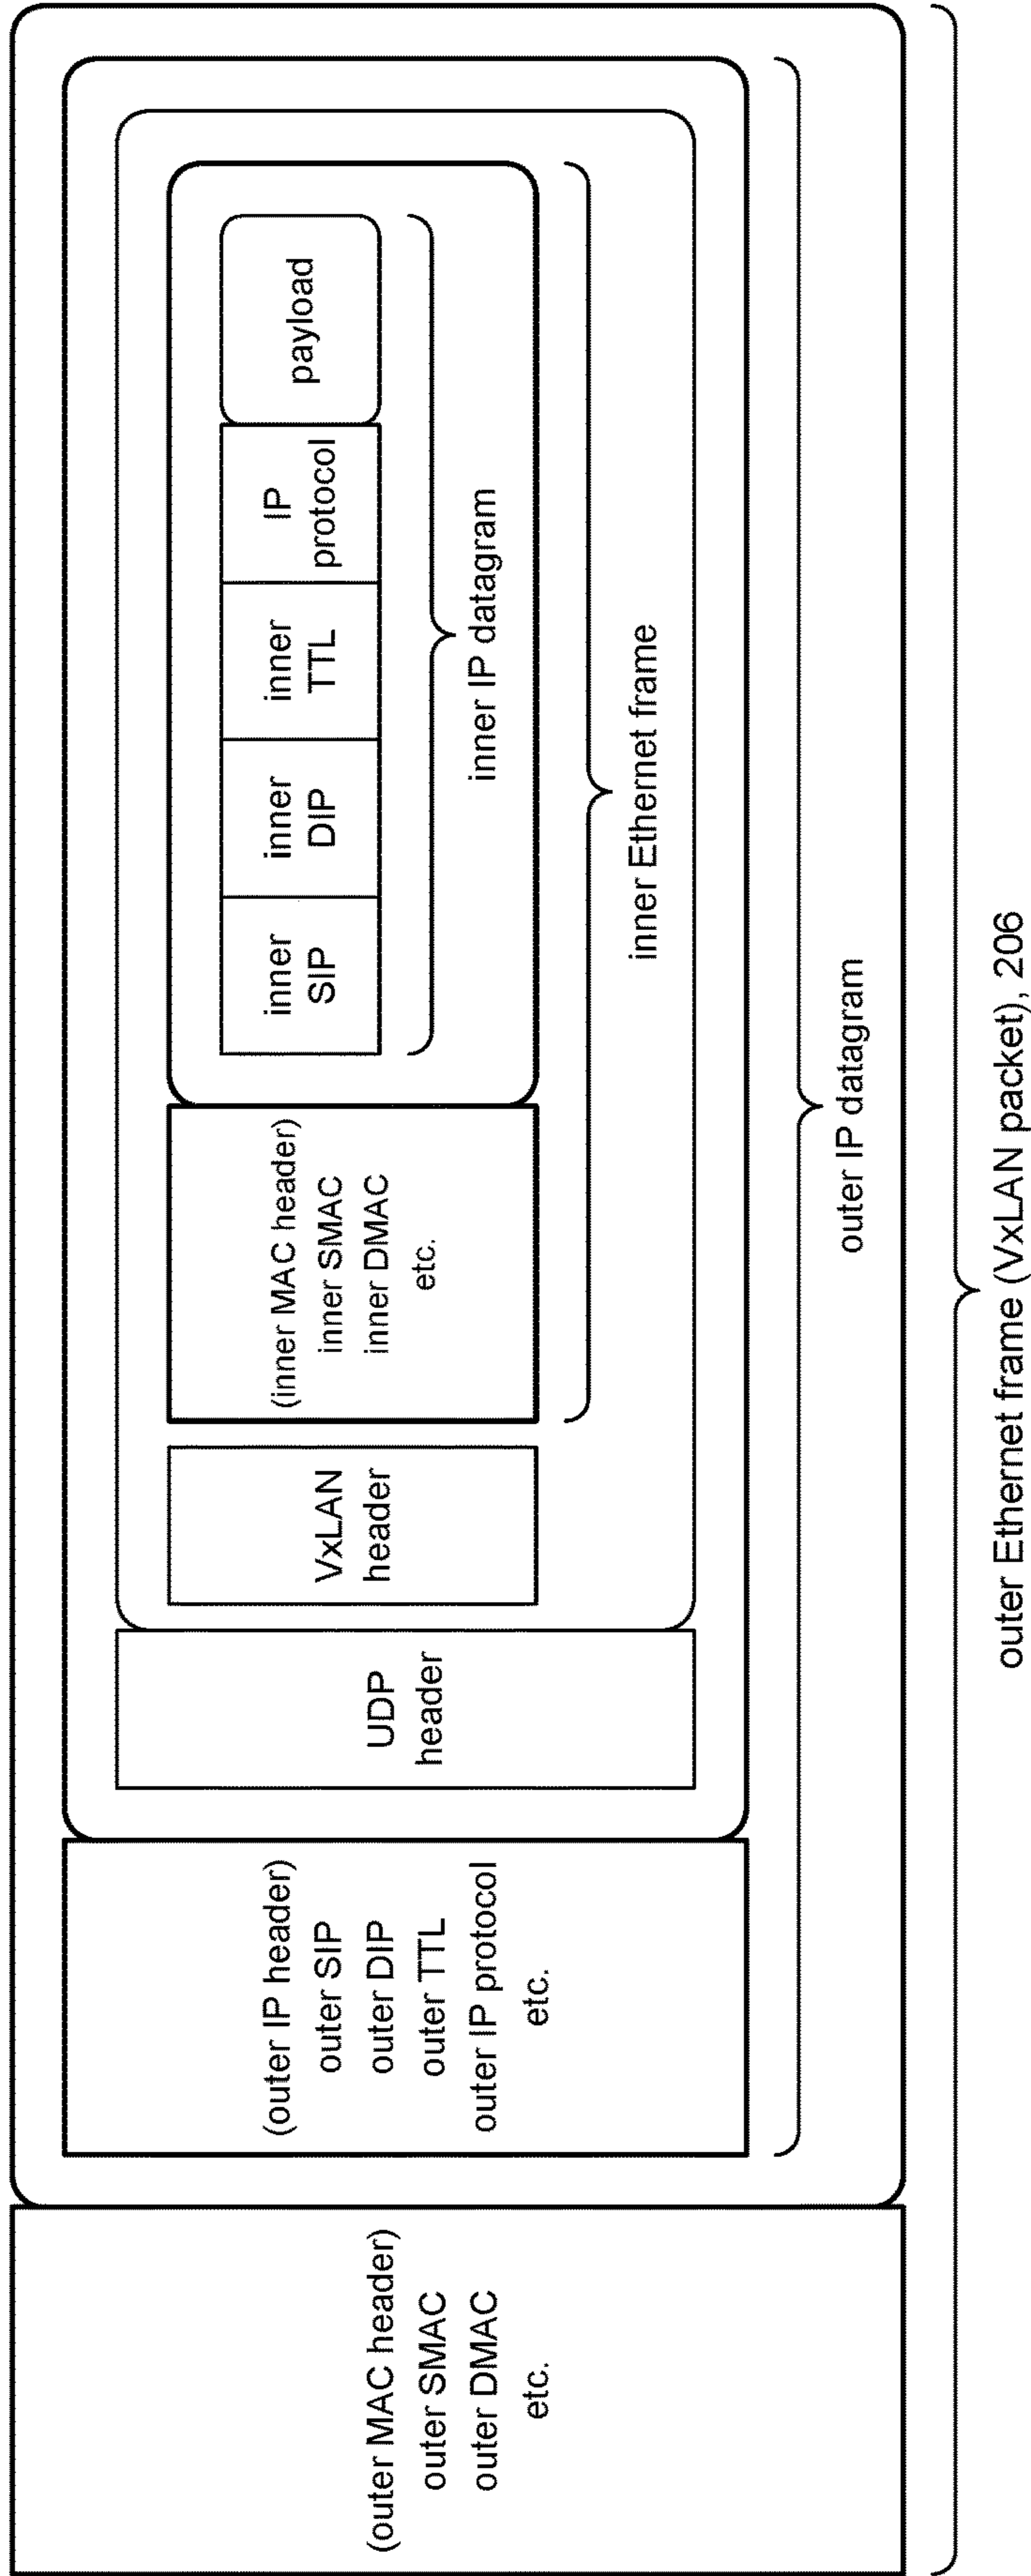 (outer MAC header)
outer SMAC
outer DMAC
etc.
(outer IP header)
outer SIP
outer DIP
outer TTL
outer IP protocol
etc.
UDP
header
VxLAN
header
(inner MAC header)
inner SMAC
inner DMAC
etc.
inner
SIP
inner
DIP
inner
TTL
IP
protocol
payload
inner IP datagram
inner Ethernet frame
outer IP datagram
outer Ethernet frame (VxLAN packet), 206